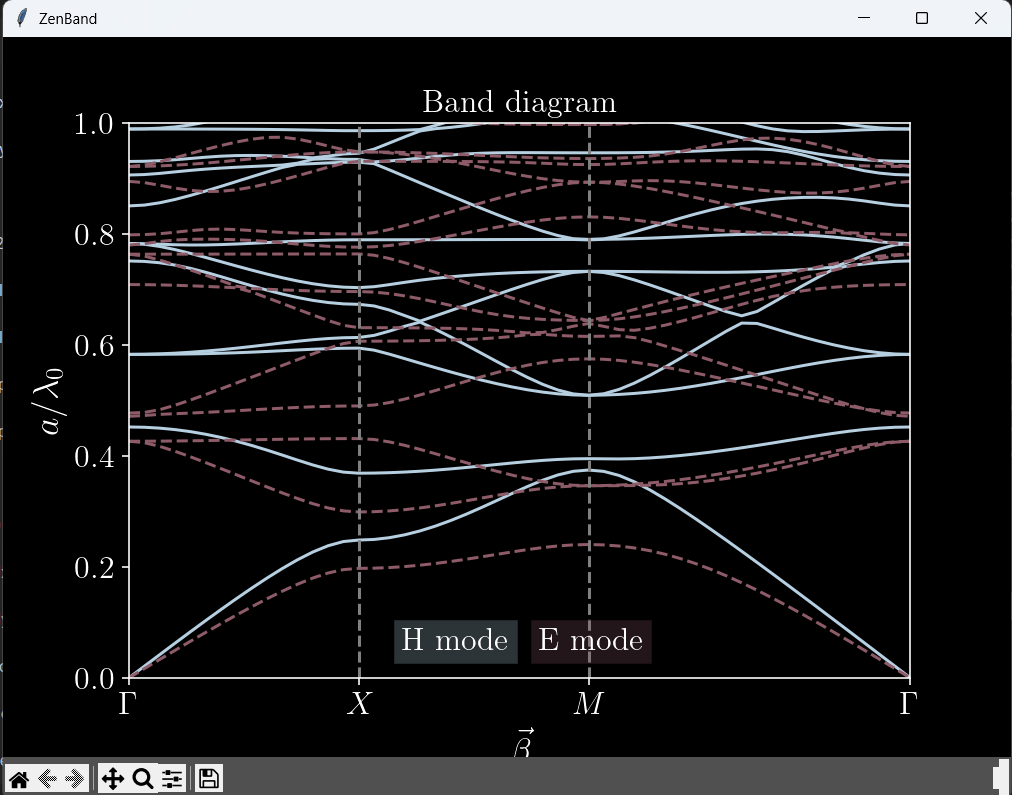 ZenBand
Band diagram
1.0
0.8
0.6
0.4
0.2
0.0
a/λ₀
H mode E mode
Γ X M Γ
β⃗